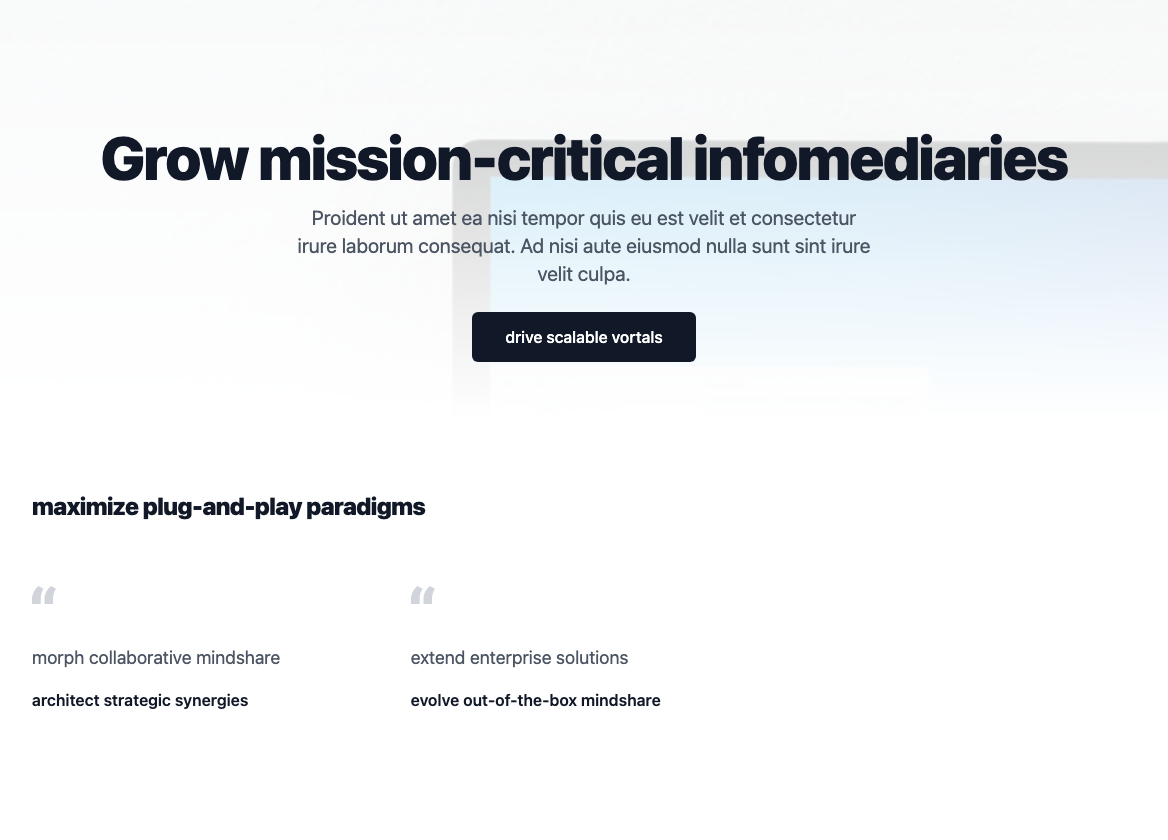 Grow mission-critical infomediaries
Proident ut amet ea nisi tempor quis eu est velit et consectetur
irure laborum consequat. Ad nisi aute eiusmod nulla sunt sint irure
velit culpa.
drive scalable vortals
maximize plug-and-play paradigms
“
morph collaborative mindshare
architect strategic synergies
“
extend enterprise solutions
evolve out-of-the-box mindshare